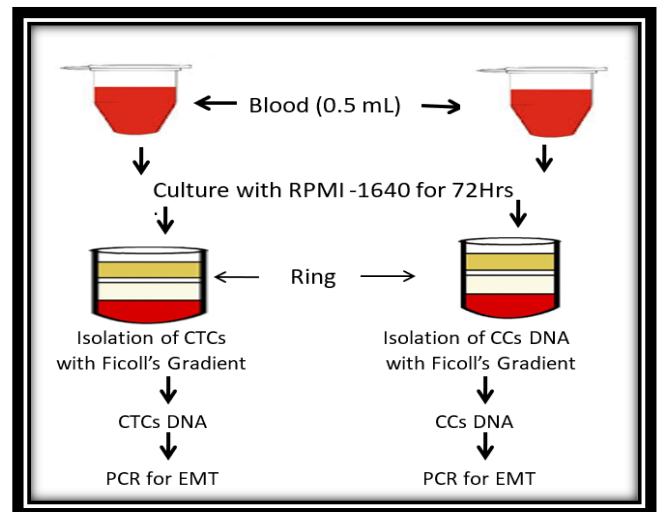 Blood (0.5 mL)
Culture with RPMI -1640 for 72Hrs
Ring
Isolation of CTCs
with Ficoll’s Gradient
Isolation of CCs DNA
with Ficoll’s Gradient
CTCs DNA
CCs DNA
PCR for EMT
PCR for EMT